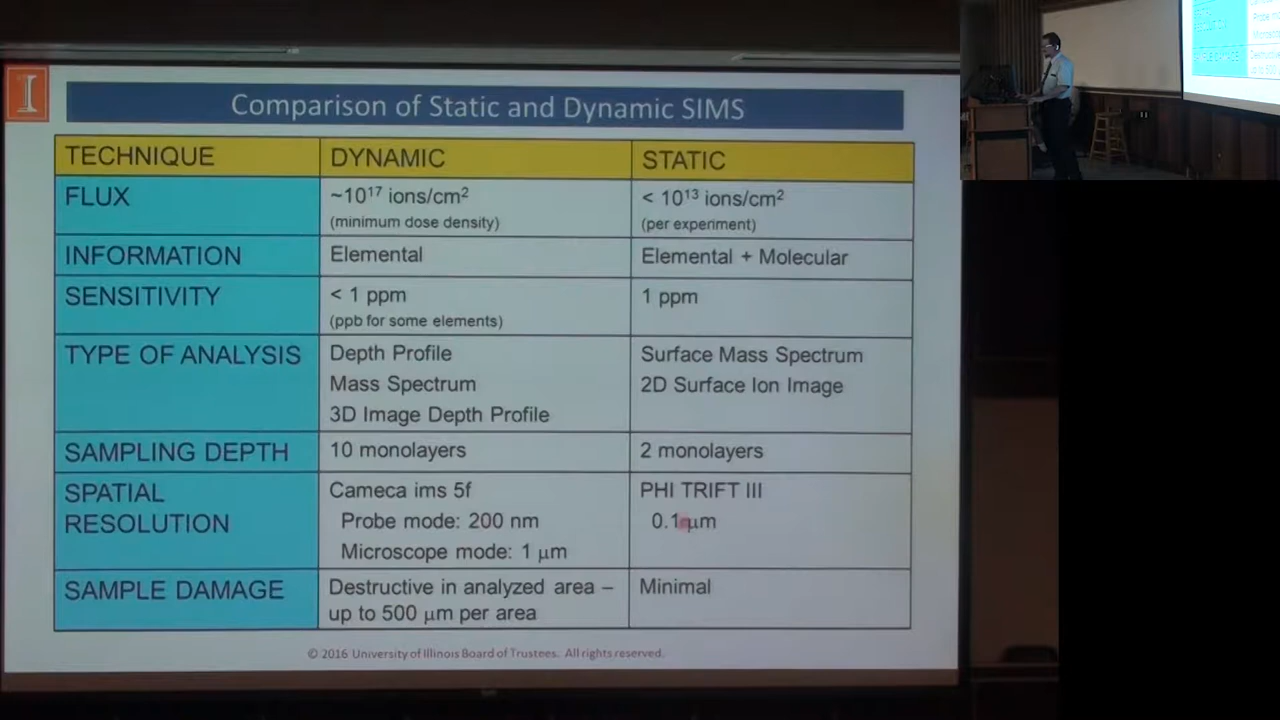 I
Comparison of Static and Dynamic SIMS
TECHNIQUE DYNAMIC STATIC
FLUX ~10¹⁷ ions/cm² < 10¹³ ions/cm²
(minimum dose density) (per experiment)
INFORMATION Elemental Elemental + Molecular
SENSITIVITY < 1 ppm 1 ppm
(ppb for some elements)
TYPE OF ANALYSIS Depth Profile Surface Mass Spectrum
Mass Spectrum 2D Surface Ion Image
3D Image Depth Profile
SAMPLING DEPTH 10 monolayers 2 monolayers
SPATIAL Cameca ims 5f PHI TRIFT III
RESOLUTION Probe mode: 200 nm 0.1 μm
Microscope mode: 1 μm
SAMPLE DAMAGE Destructive in analyzed area – Minimal
up to 500 μm per area
© 2016 University of Illinois Board of Trustees. All rights reserved.